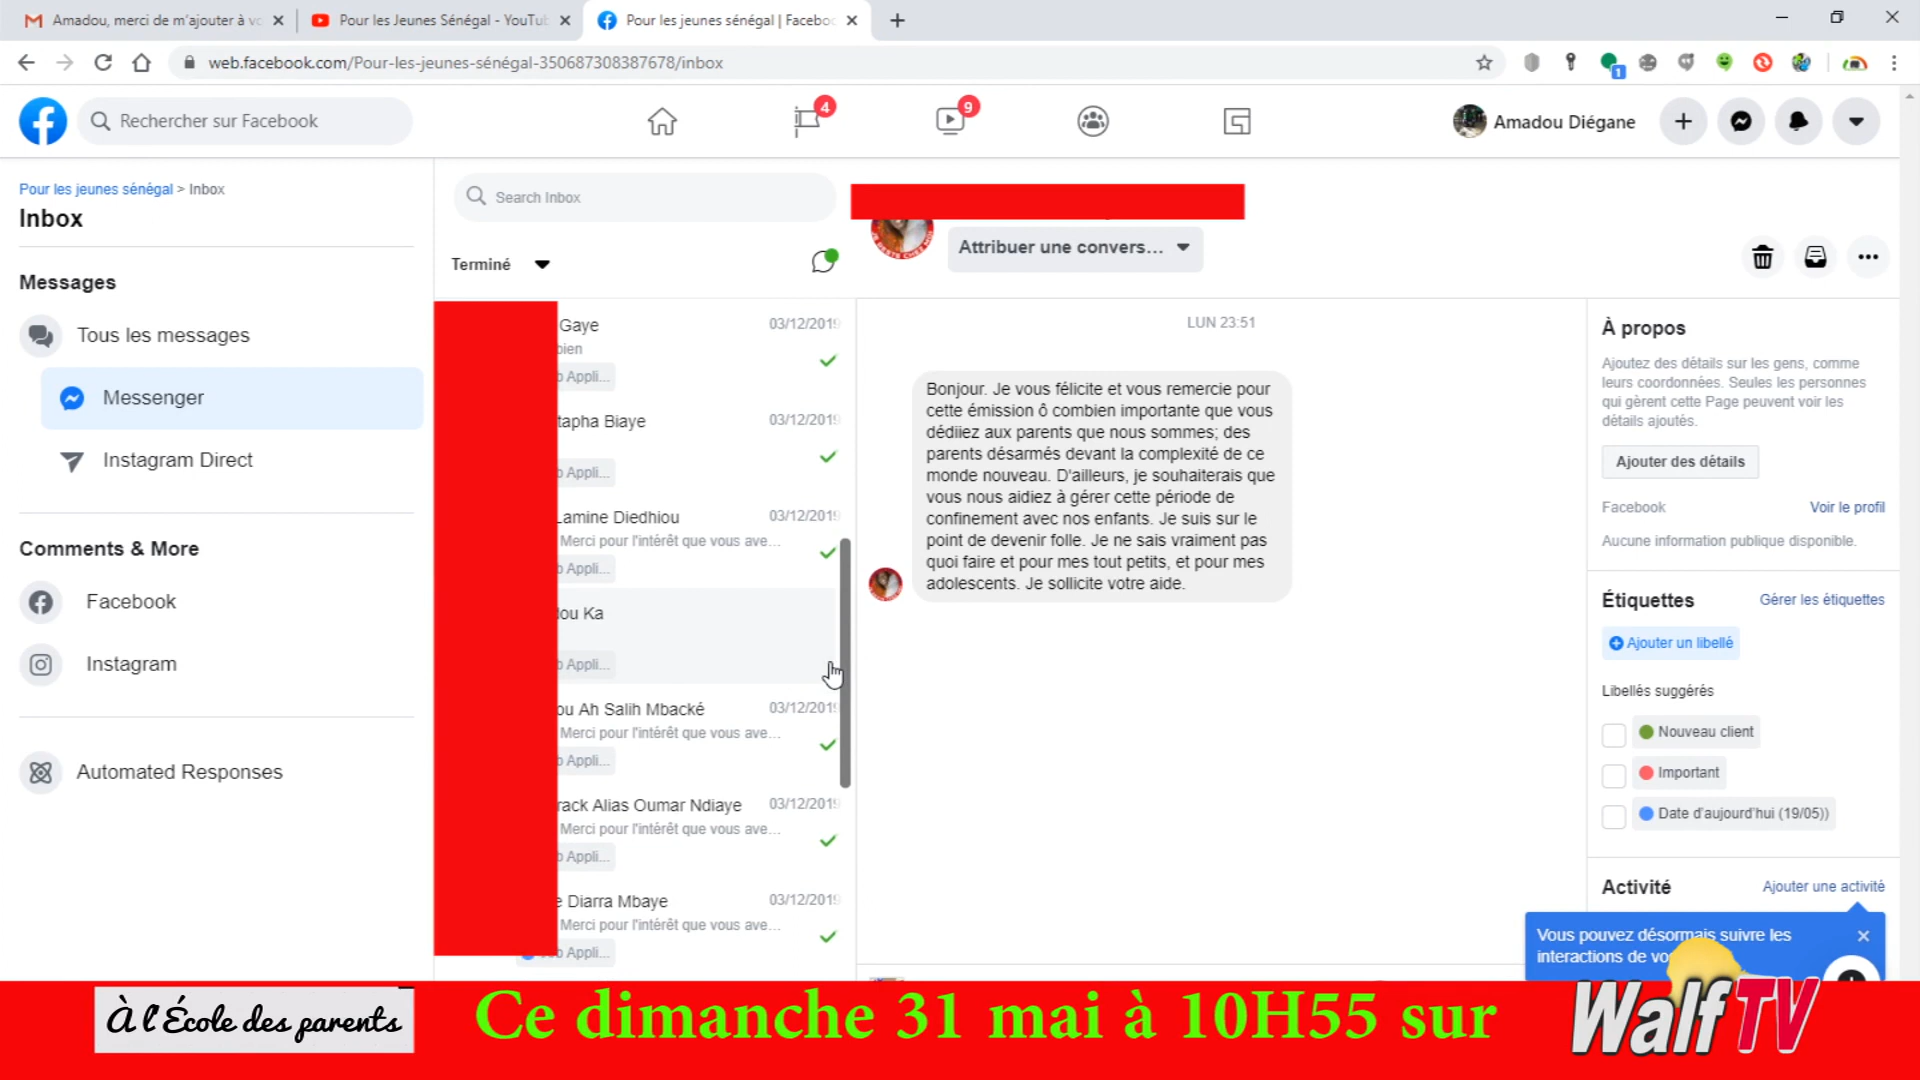 Amadou, merci de m'ajouter à vo
Pour les Jeunes Sénégal - YouTub
Pour les jeunes sénégal | Faceboo
web.facebook.com/Pour-les-jeunes-sénégal-350687308387678/inbox
1
Rechercher sur Facebook
4
9
Amadou Diégane
Pour les jeunes sénégal > Inbox
Inbox
Messages
Tous les messages
Messenger
Instagram Direct
Comments & More
Facebook
Instagram
Automated Responses
Search Inbox
Terminé
Gaye
03/12/2019
bien
Appli...
tapha Biaye
03/12/2019
Appli...
Lamine Diedhiou
03/12/2019
Merci pour l'intérêt que vous ave...
Appli...
ou Ka
Appli...
ou Ah Salih Mbacké
03/12/2019
Merci pour l'intérêt que vous ave...
Appli...
rack Alias Oumar Ndiaye
03/12/2019
Merci pour l'intérêt que vous ave...
Appli...
e Diarra Mbaye
03/12/2019
Merci pour l'intérêt que vous ave...
Appli...
Attribuer une convers...
LUN 23:51
Bonjour. Je vous félicite et vous remercie pour
cette émission ô combien importante que vous
dédiiez aux parents que nous sommes; des
parents désarmés devant la complexité de ce
monde nouveau. D'ailleurs, je souhaiterais que
vous nous aidiez à gérer cette période de
confinement avec nos enfants. Je suis sur le
point de devenir folle. Je ne sais vraiment pas
quoi faire et pour mes tout petits, et pour mes
adolescents. Je sollicite votre aide.
À propos
Ajoutez des détails sur les gens, comme
leurs coordonnées. Seules les personnes
qui gèrent cette Page peuvent voir les
détails ajoutés.
Ajouter des détails
Facebook
Voir le profil
Aucune information publique disponible.
Étiquettes
Gérer les étiquettes
Ajouter un libellé
Libellés suggérés
Nouveau client
Important
Date d'aujourd'hui (19/05))
Activité
Ajouter une activité
Vous pouvez désormais suivre les
interactions de vo
À l'École des parents
Ce dimanche 31 mai à 10H55 sur
Walf TV